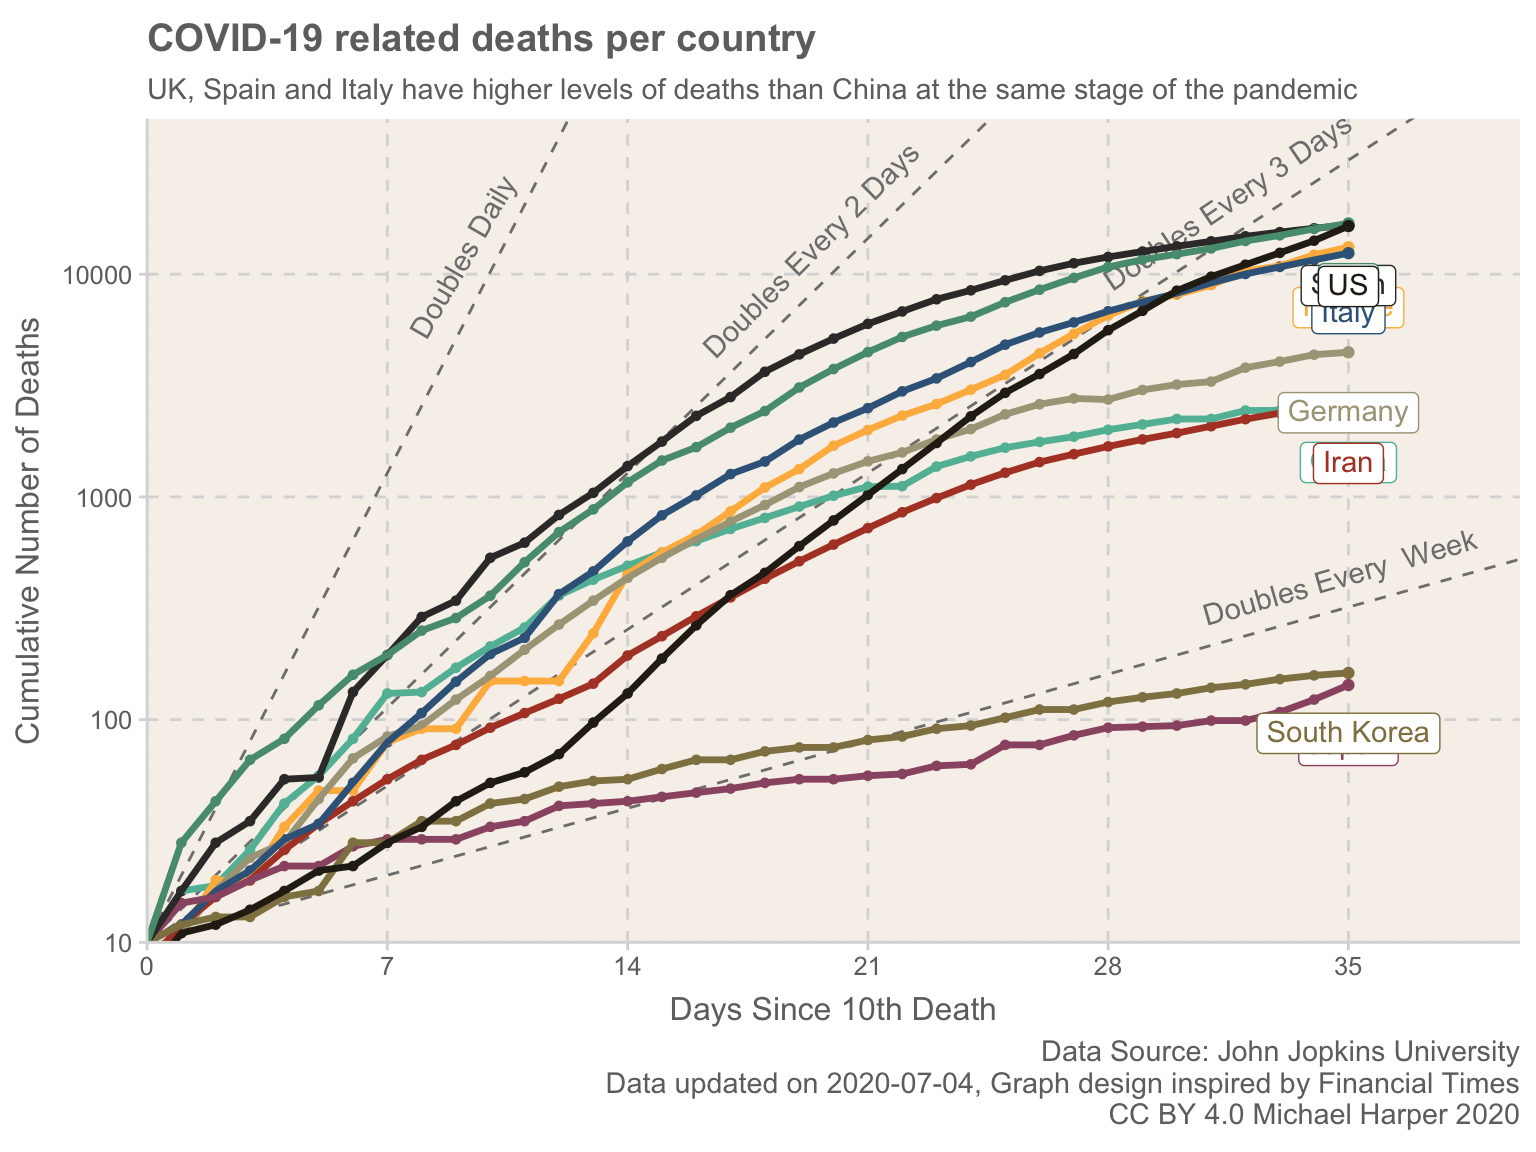 COVID-19 related deaths per country
UK, Spain and Italy have higher levels of deaths than China at the same stage of the pandemic
Cumulative Number of Deaths
10000
1000
100
10
Doubles Daily
Doubles Every 2 Days
Doubles Every 3 Days
Doubles Every Week
US
Italy
Germany
Iran
South Korea
0
7
14
21
28
35
Days Since 10th Death
Data Source: John Jopkins University
Data updated on 2020-07-04, Graph design inspired by Financial Times
CC BY 4.0 Michael Harper 2020